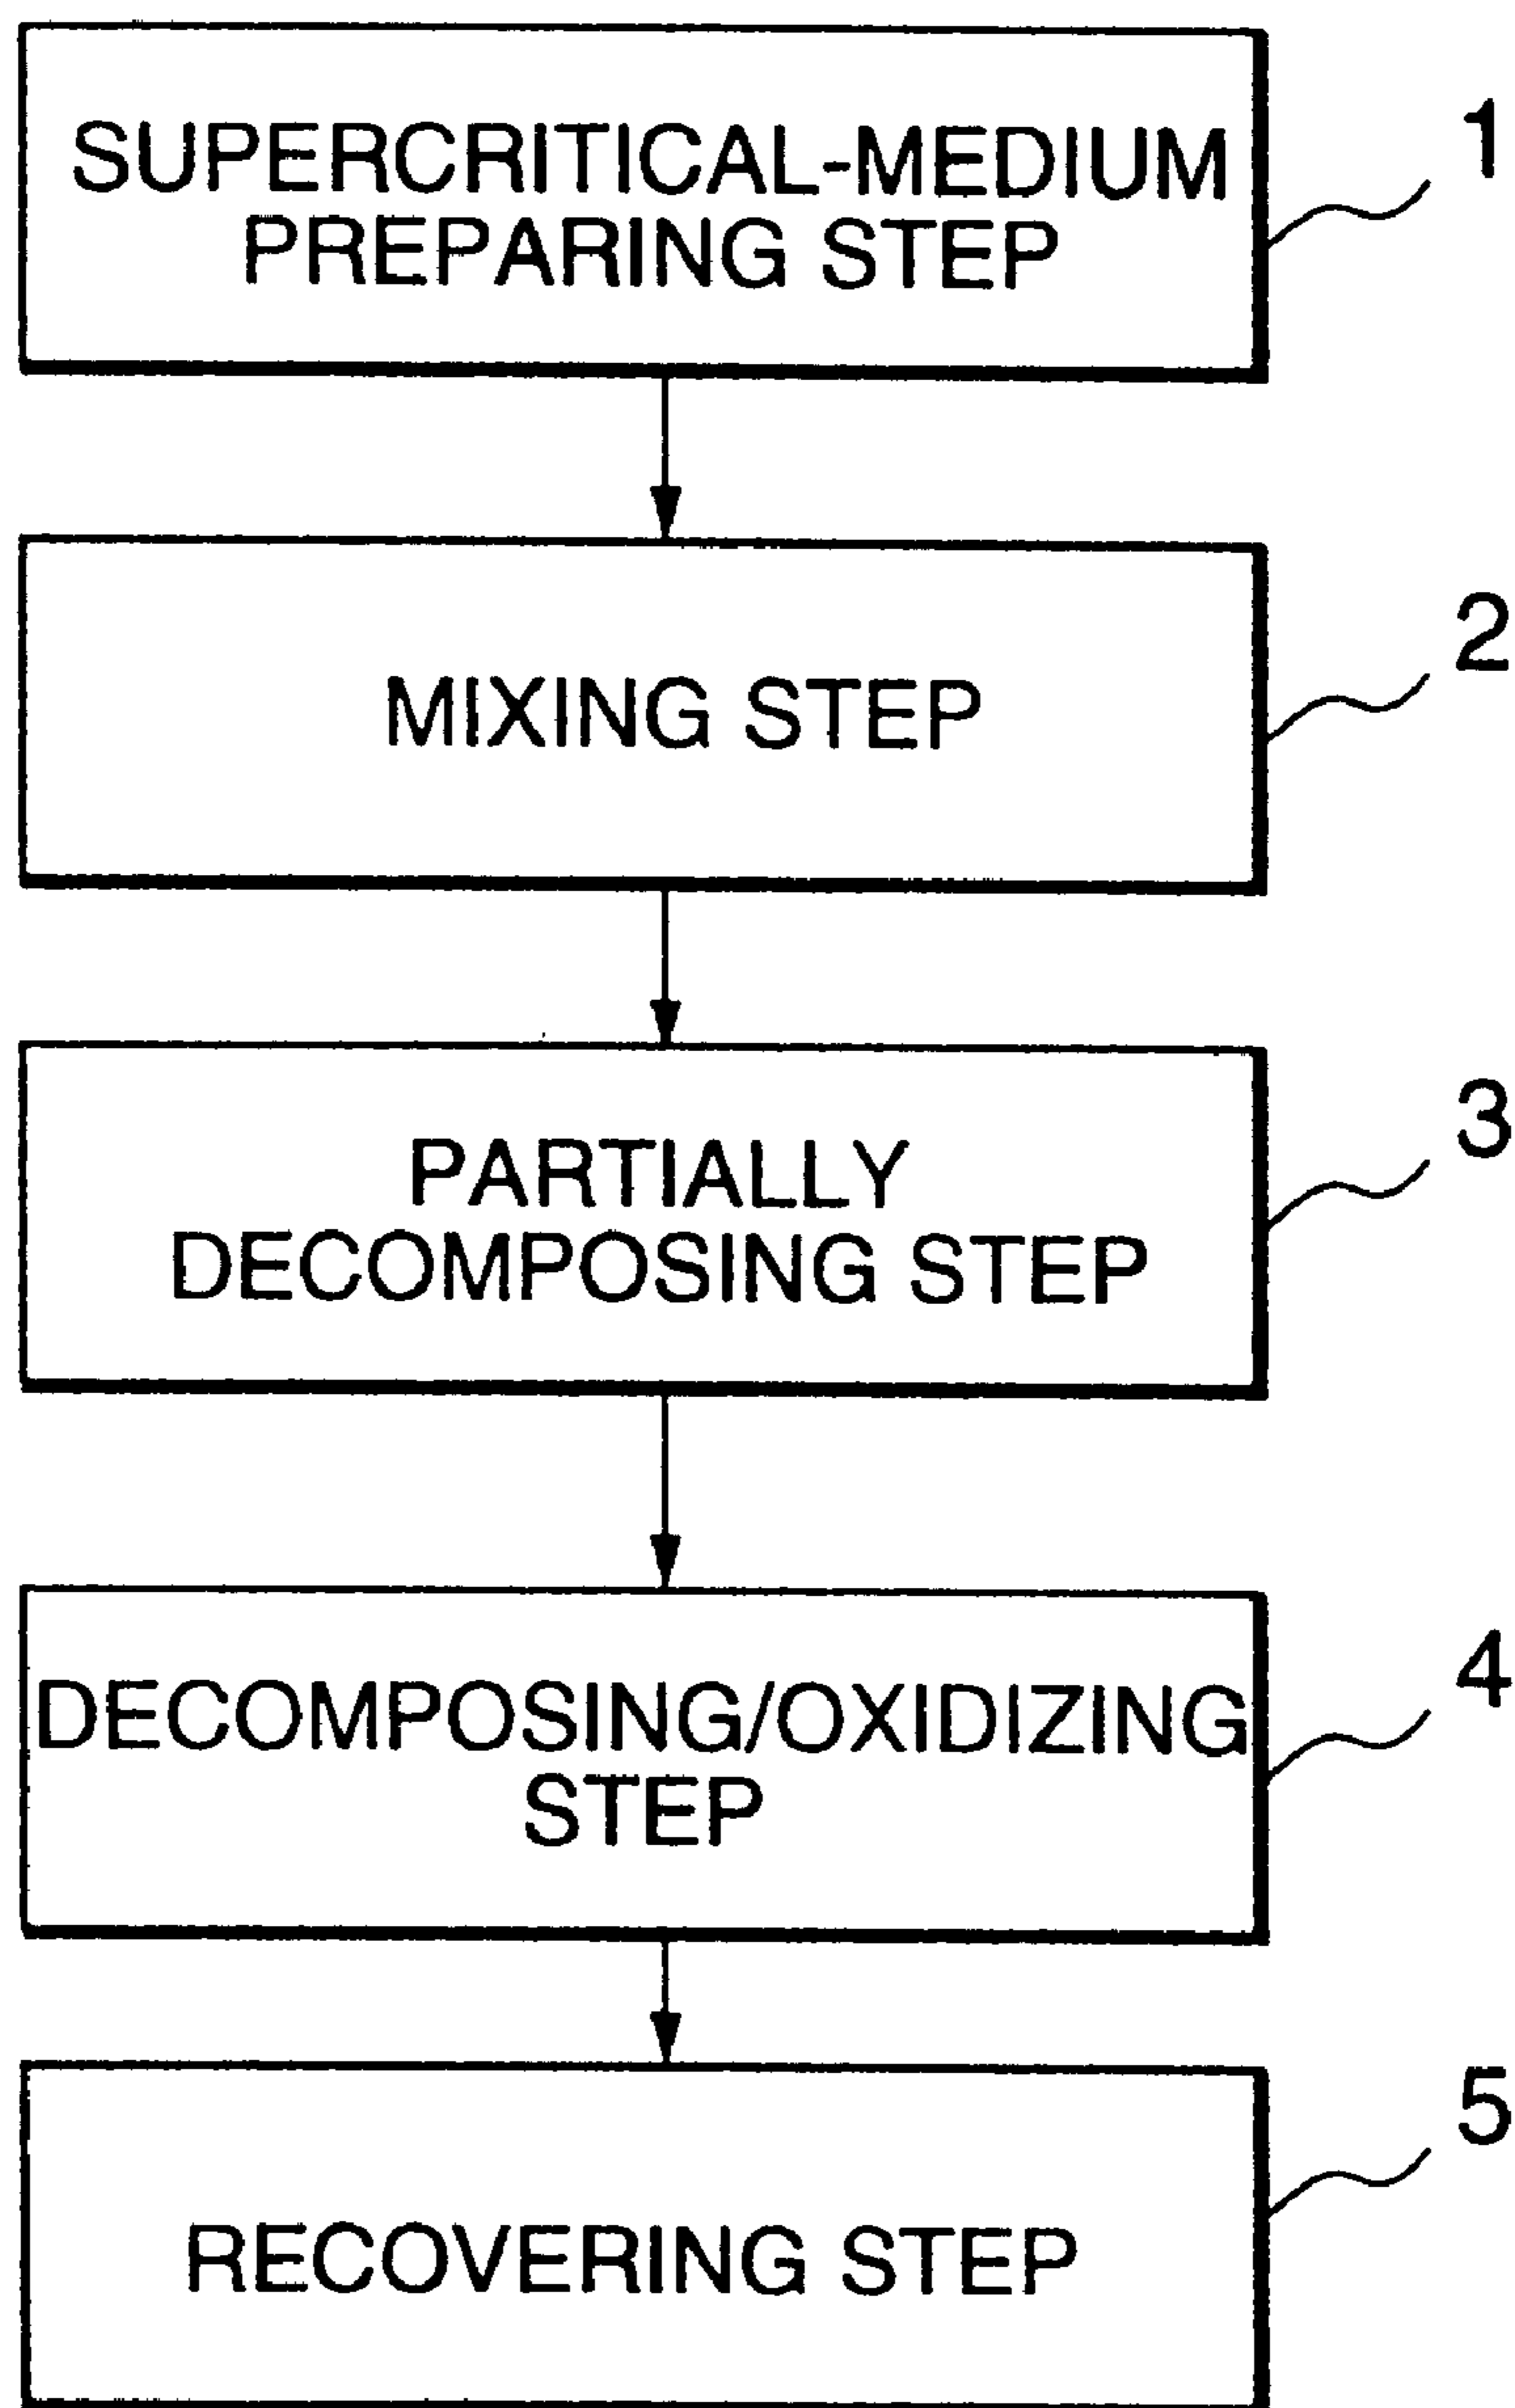 SUPERCRITICAL-MEDIUM
PREPARING STEP
1
MIXING STEP
2
PARTIALLY
DECOMPOSING STEP
3
DECOMPOSING/OXIDIZING
STEP
4
RECOVERING STEP
5